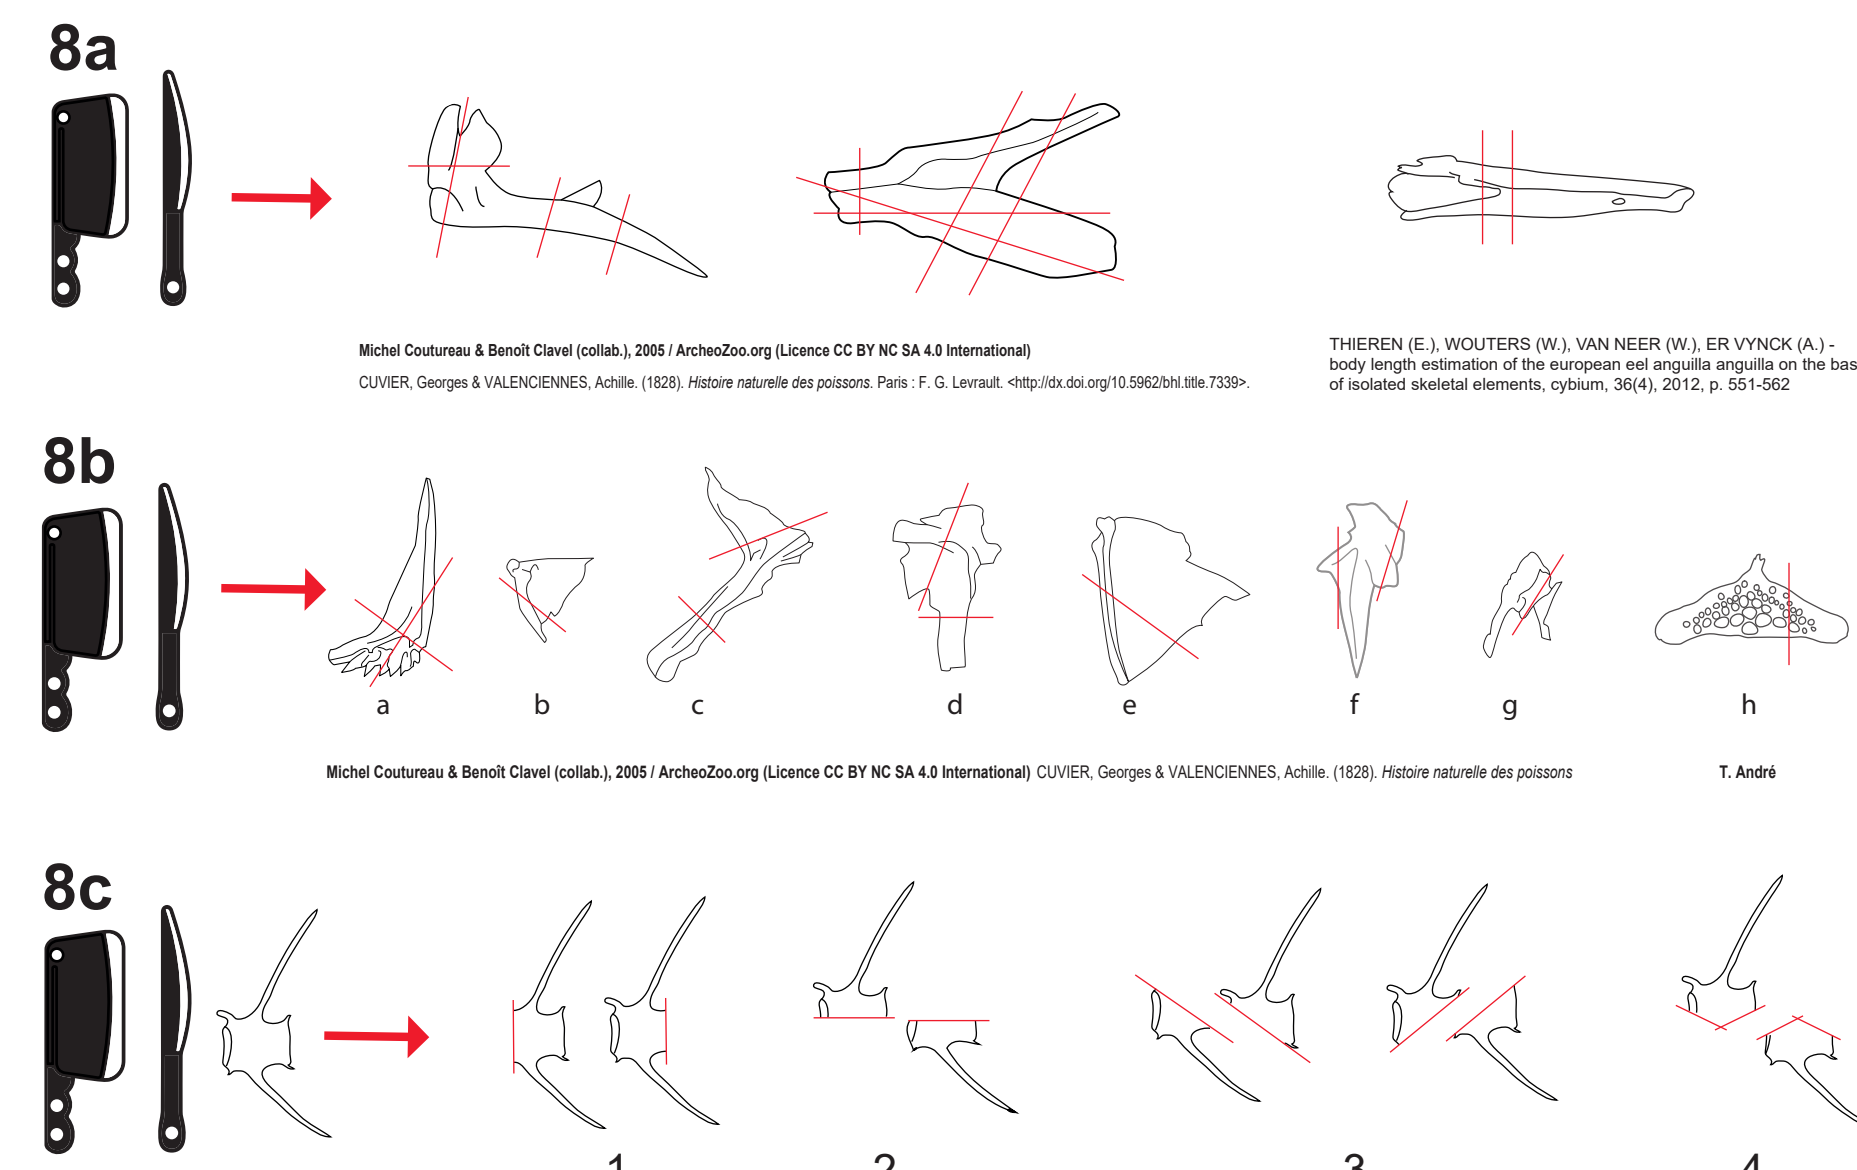 8a
Michel Coutureau & Benoît Clavel (collab.), 2005 / ArcheoZoo.org (Licence CC BY NC SA 4.0 International)
CUVIER, Georges & VALENCIENNES, Achille. (1828). Histoire naturelle des poissons. Paris : F. G. Levrault. <http://dx.doi.org/10.5962/bhl.title.7339>.
THIEREN (E.), WOUTERS (W.), VAN NEER (W.), ER VYNCK (A.) -
body length estimation of the european eel anguilla anguilla on the bas
of isolated skeletal elements, cybium, 36(4), 2012, p. 551-562
8b
a b c d e f g h
Michel Coutureau & Benoît Clavel (collab.), 2005 / ArcheoZoo.org (Licence CC BY NC SA 4.0 International) CUVIER, Georges & VALENCIENNES, Achille. (1828). Histoire naturelle des poissons
T. André
8c
1 2 3 4